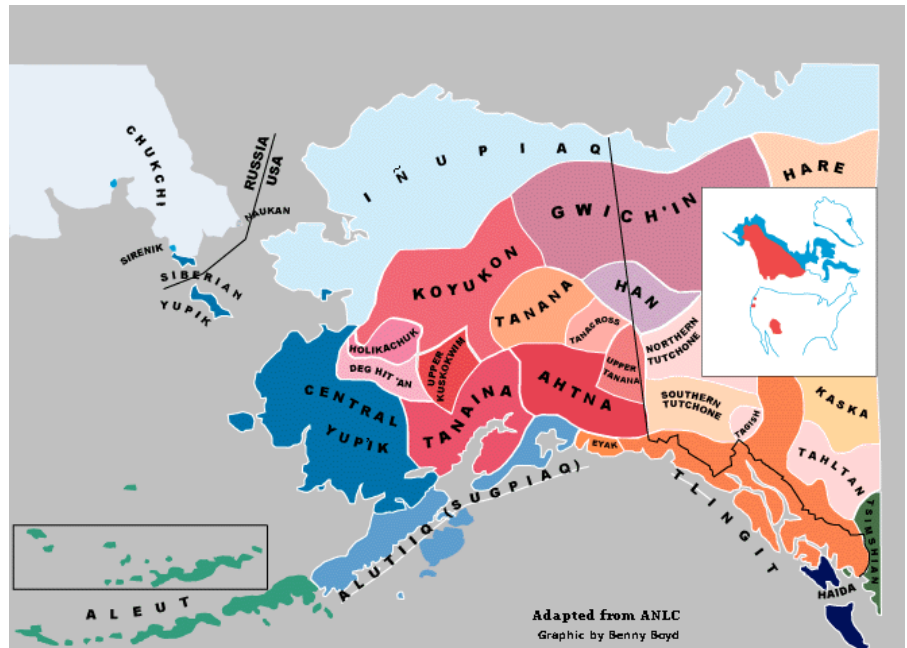 CHUKCHI
RUSSIA
USA
NAUKAN
SIRENIK
SIBERIAN
YUPIK
IÑUPIAQ
GWICH'IN
HARE
KOYUKON
TANANA
HAN
TANACROSS
NORTHERN
TUTCHONE
HOLIKACHUK
DEG HIT'AN
UPPER
KUSKOKWIM
UPPER
TANANA
CENTRAL
YUP'IK
TANAINA
AHTNA
SOUTHERN
TUTCHONE
TAGISH
KASKA
EYAK
TAHLTAN
TLINGIT
TSIMSHIAN
ALUTIIQ (SUGPIAQ)
HAIDA
ALEUT
Adapted from ANLC
Graphic by Benny Boyd